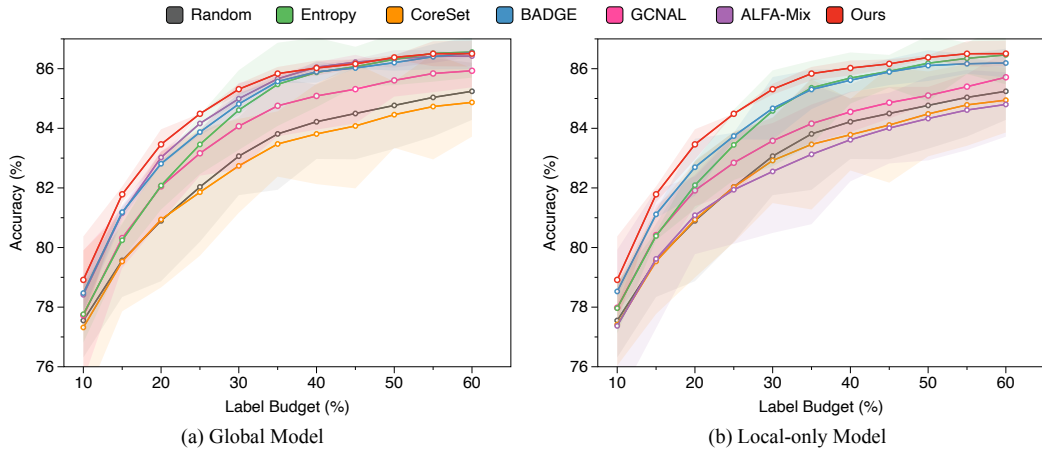 Random Entropy CoreSet BADGE GCNAL ALFA-Mix Ours
86
84
82
80
78
76
Accuracy (%)
10 20 30 40 50 60
Label Budget (%)
(a) Global Model
86
84
82
80
78
76
Accuracy (%)
10 20 30 40 50 60
Label Budget (%)
(b) Local-only Model